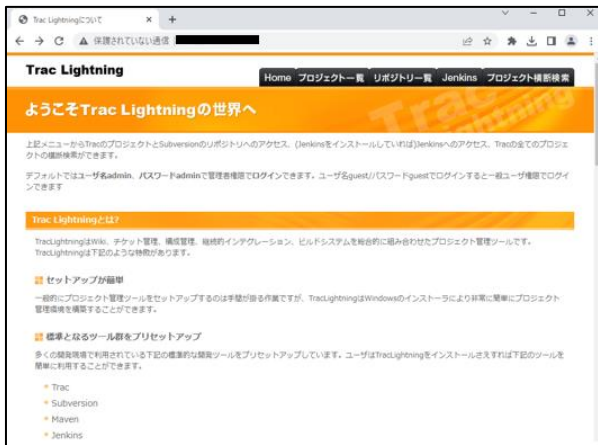 Trac Lightningについて
保護されていない通信
Trac Lightning
Home プロジェクト一覧 リポジトリ一覧 Jenkins プロジェクト横断検索
ようこそTrac Lightningの世界へ
上記メニューからTracのプロジェクトとSubversionのリポジトリへのアクセス、(Jenkinsをインストールしていれば)Jenkinsへのアクセス、Tracの全てのプロジェ
クトの横断検索ができます。
デフォルトではユーザ名admin、パスワードadminで管理者権限でログインできます。ユーザ名guest/パスワードguestでログインすると一般ユーザ権限でログイ
ンできます
Trac Lightningとは?
TracLightningはWiki、チケット管理、構成管理、継続的インテグレーション、ビルドシステムを総合的に組み合わせたプロジェクト管理ツールです。
TracLightningは下記のような特徴があります。
セットアップが簡単
一般的にプロジェクト管理ツールをセットアップするのは手間が掛る作業ですが、TracLightningはWindowsのインストーラにより非常に簡単にプロジェクト
管理環境を構築することができます。
標準となるツール群をプリセットアップ
多くの開発現場で利用されている下記の標準的な開発ツールをプリセットアップしています。ユーザはTracLightningをインストールさえすれば下記のツールを
簡単に利用することができます。
Trac
Subversion
Maven
Jenkins